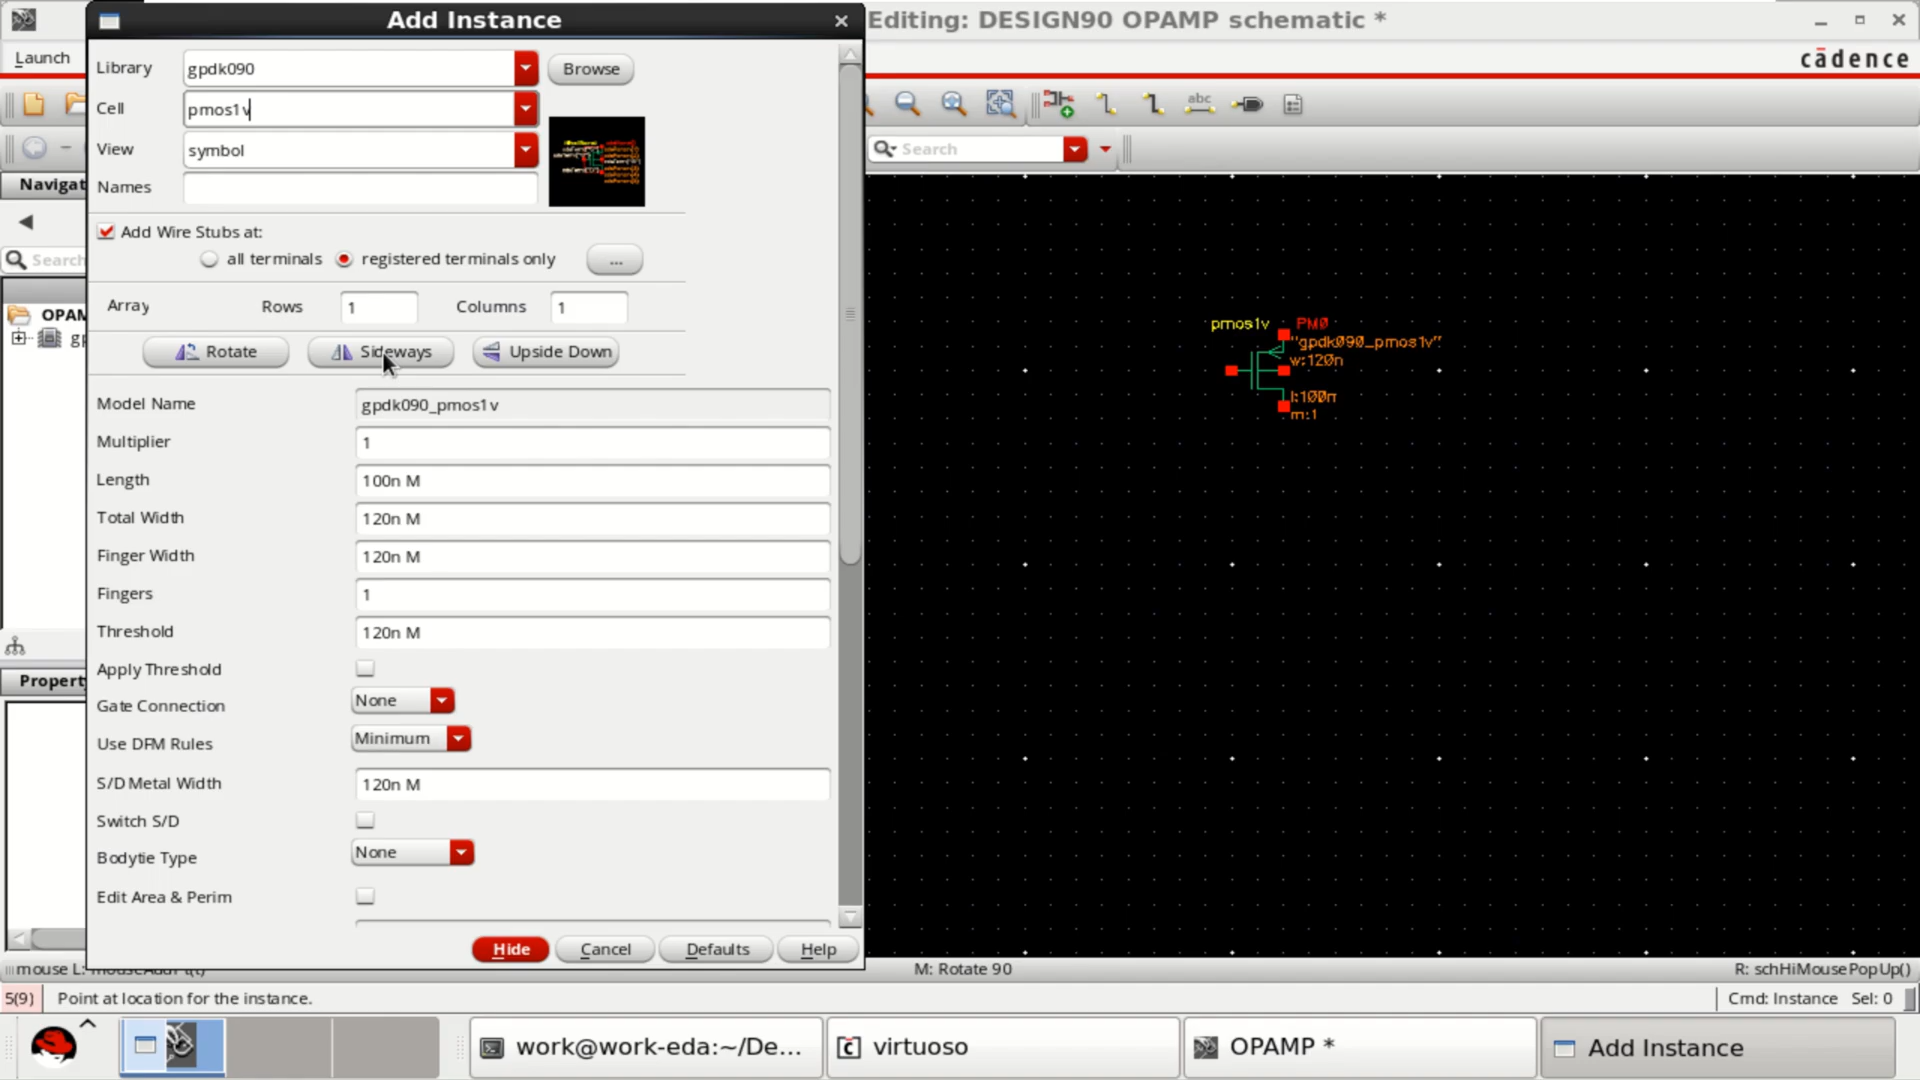 Add Instance
Editing: DESIGN90 OPAMP schematic *
Launch
cādence
Library
gpdk090
Browse
Cell
pmos1v
View
symbol
Names
abc
Search
Navigat
Search
OPAM
gp
Propert
Add Wire Stubs at:
all terminals
registered terminals only
...
Array
Rows
1
Columns
1
Rotate
Sideways
Upside Down
Model Name
gpdk090_pmos1v
Multiplier
1
Length
100n M
Total Width
120n M
Finger Width
120n M
Fingers
1
Threshold
120n M
Apply Threshold
Gate Connection
None
Use DFM Rules
Minimum
S/D Metal Width
120n M
Switch S/D
Bodytie Type
None
Edit Area & Perim
Hide
Cancel
Defaults
Help
pmos1v
PM0
"gpdk090_pmos1v"
w:120n
l:100n
m:1
M: Rotate 90
R: schHiMousePopUp()
5(9)
Point at location for the instance.
Cmd: Instance Sel: 0
work@work-eda:~/De...
virtuoso
OPAMP *
Add Instance